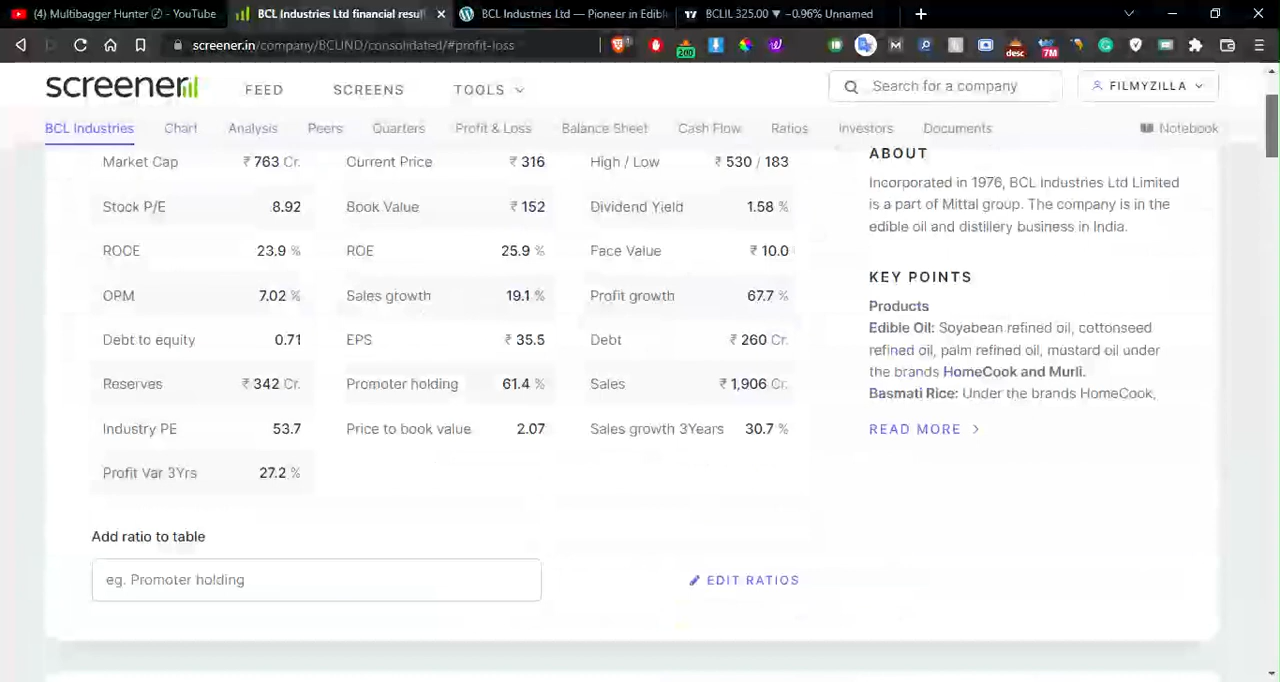 (4) Multibagger Hunter - YouTube
BCL Industries Ltd financial resul
BCL Industries Ltd — Pioneer in Edibl
BCLIL 325.00 ▼ −0.96% Unnamed
screener.in/company/BCLIND/consolidated/#profit-loss
200
desc
7M
screener
FEED
SCREENS
TOOLS
Search for a company
FILMYZILLA
BCL Industries
Chart
Analysis
Peers
Quarters
Profit & Loss
Balance Sheet
Cash Flow
Ratios
Investors
Documents
Notebook
Market Cap ₹ 763 Cr.
Current Price ₹ 316
High / Low ₹ 530 / 183
Stock P/E 8.92
Book Value ₹ 152
Dividend Yield 1.58 %
ROCE 23.9 %
ROE 25.9 %
Face Value ₹ 10.0
OPM 7.02 %
Sales growth 19.1 %
Profit growth 67.7 %
Debt to equity 0.71
EPS ₹ 35.5
Debt ₹ 260 Cr.
Reserves ₹ 342 Cr.
Promoter holding 61.4 %
Sales ₹ 1,906 Cr.
Industry PE 53.7
Price to book value 2.07
Sales growth 3Years 30.7 %
Profit Var 3Yrs 27.2 %
Add ratio to table
eg. Promoter holding
EDIT RATIOS
ABOUT
Incorporated in 1976, BCL Industries Ltd Limited
is a part of Mittal group. The company is in the
edible oil and distillery business in India.
KEY POINTS
Products
Edible Oil: Soyabean refined oil, cottonseed
refined oil, palm refined oil, mustard oil under
the brands HomeCook and Murli.
Basmati Rice: Under the brands HomeCook,
READ MORE